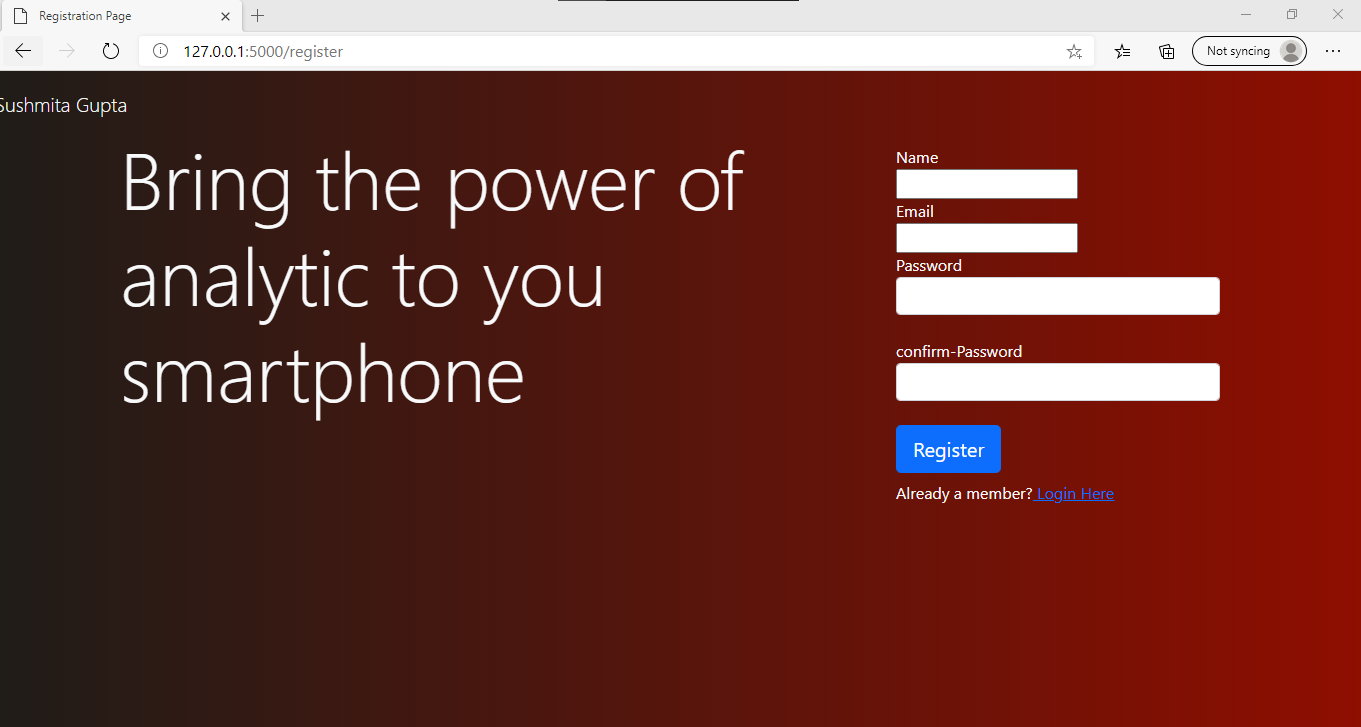 Registration Page
127.0.0.1:5000/register
Not syncing
Sushmita Gupta
Bring the power of
analytic to you
smartphone
Name
Email
Password
confirm-Password
Register
Already a member? Login Here